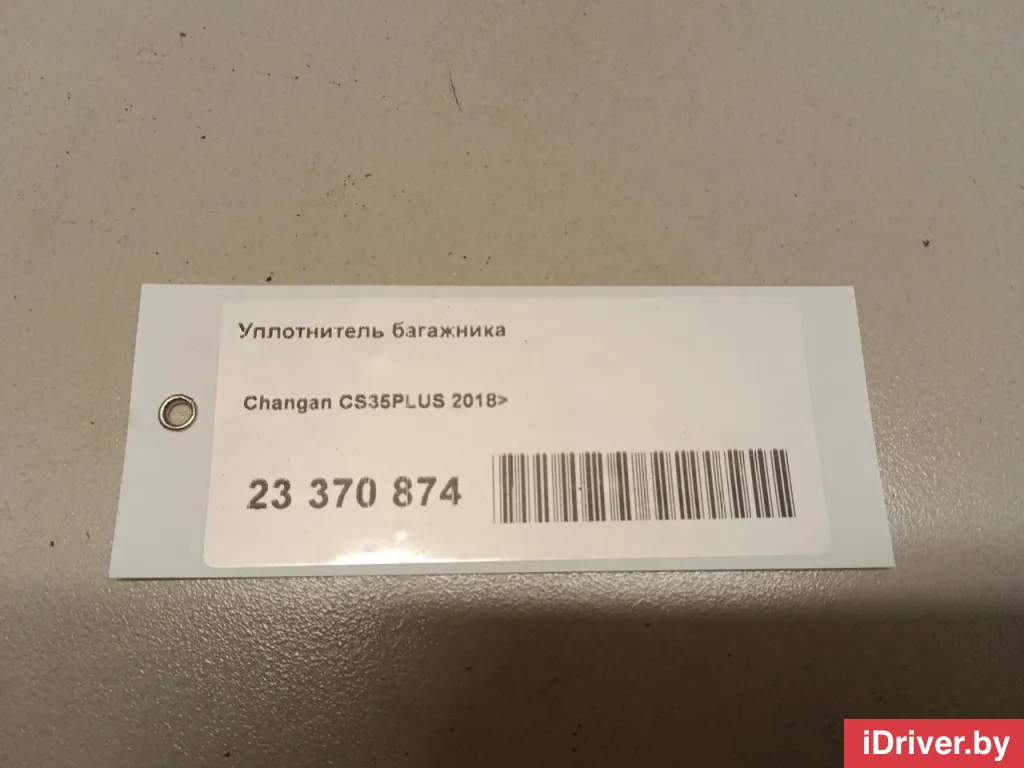 Уплотнитель багажника
Changan CS35PLUS 2018>
23 370 874
iDriver.by